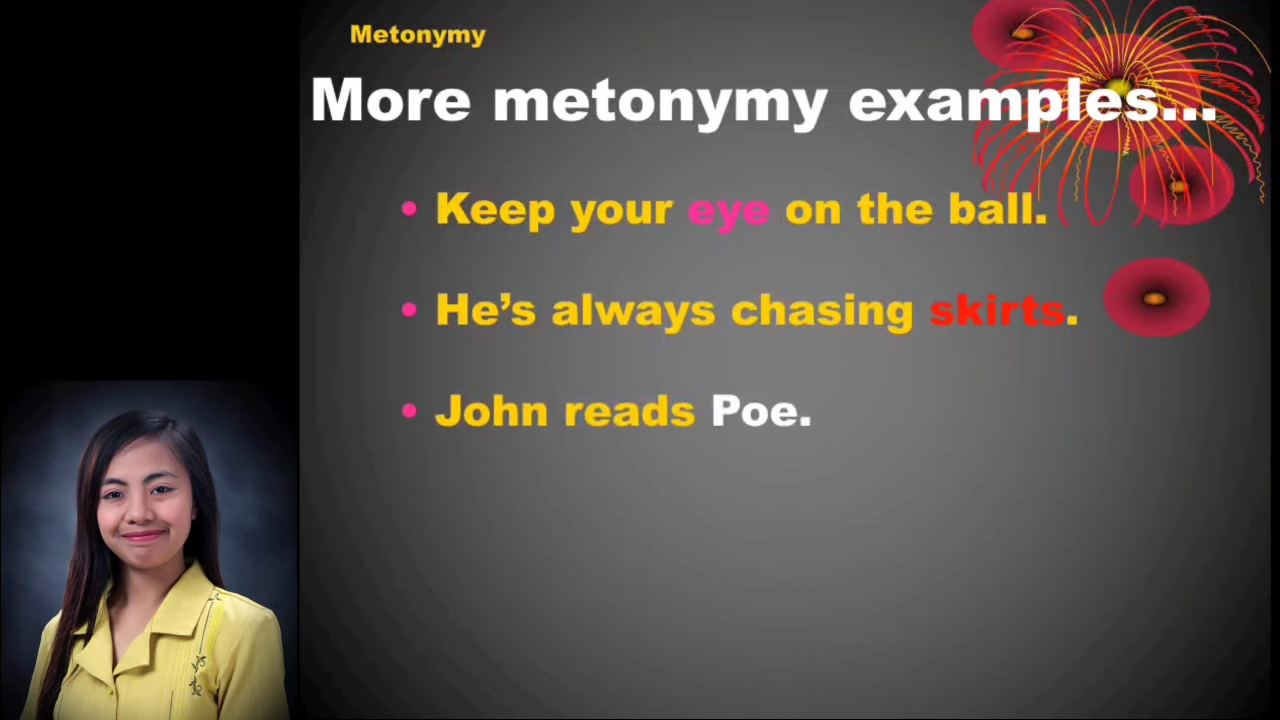 Metonymy
More metonymy examples...
• Keep your eye on the ball.
• He's always chasing skirts.
• John reads Poe.